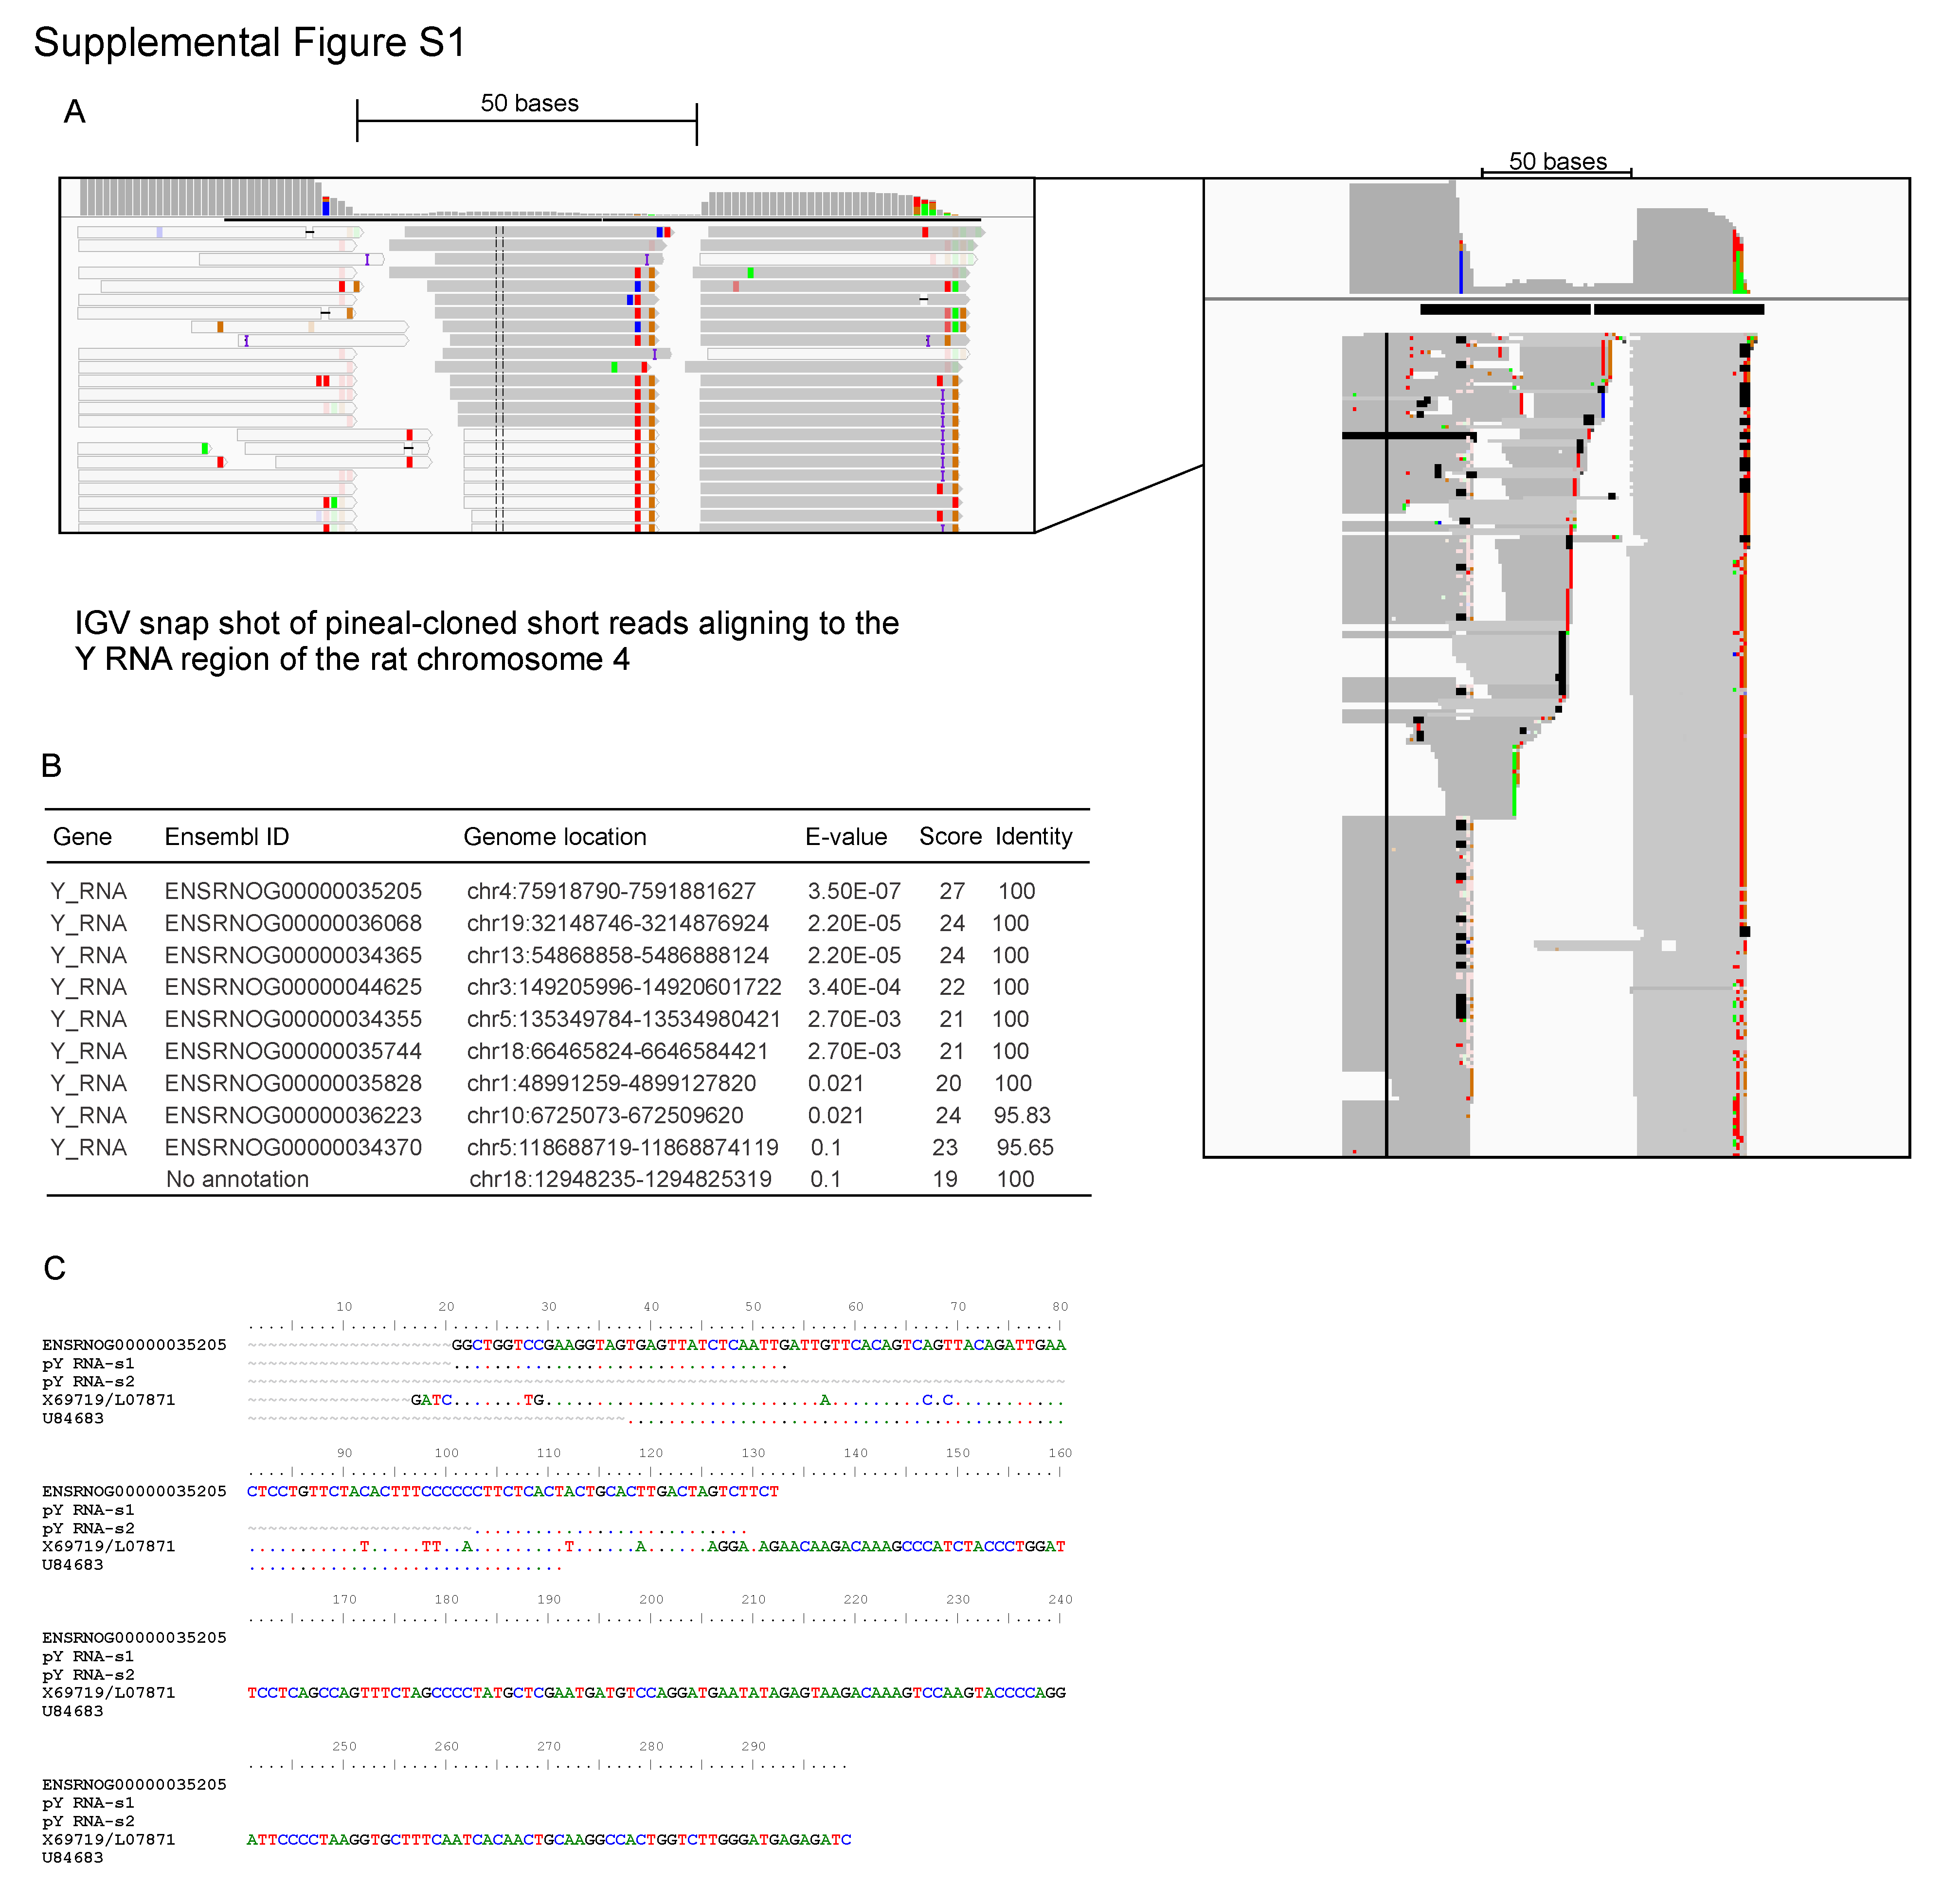 Supplemental Figure S1
A
50 bases
50 bases
IGV snap shot of pineal-cloned short reads aligning to the
Y RNA region of the rat chromosome 4
B
Gene Ensembl ID Genome location E-value Score Identity
Y_RNA ENSRNOG00000035205 chr4:75918790-7591881627 3.50E-07 27 100
Y_RNA ENSRNOG00000036068 chr19:32148746-3214876924 2.20E-05 24 100
Y_RNA ENSRNOG00000034365 chr13:54868858-5486888124 2.20E-05 24 100
Y_RNA ENSRNOG00000044625 chr3:149205996-14920601722 3.40E-04 22 100
Y_RNA ENSRNOG00000034355 chr5:135349784-13534980421 2.70E-03 21 100
Y_RNA ENSRNOG00000035744 chr18:66465824-6646584421 2.70E-03 21 100
Y_RNA ENSRNOG00000035828 chr1:48991259-4899127820 0.021 20 100
Y_RNA ENSRNOG00000036223 chr10:6725073-672509620 0.021 24 95.83
Y_RNA ENSRNOG00000034370 chr5:118688719-11868874119 0.1 23 95.65
No annotation chr18:12948235-1294825319 0.1 19 100
C
10 20 30 40 50 60 70 80
ENSRNOG00000035205 ~~~~~~~~~~~~~~~~~~~~GGCTGGTCCGAAGGTAGTGAGTTATCTCAATTGATTGTTCACAGTCAGTTACAGATTGAA
pY RNA-s1 ~~~~~~~~~~~~~~~~~~~~.................................
pY RNA-s2 ~~~~~~~~~~~~~~~~~~~~~~~~~~~~~~~~~~~~~~~~~~~~~~~~~~~~~~~~~~~~~~~~~~~~~~~~~~~~~~~~
X69719/L07871 ~~~~~~~~~~~~~~~~GATC.......TG...........................A.........C.C...........
U84683 ~~~~~~~~~~~~~~~~~~~~~~~~~~~~~~~~~~~~~...........................................
90 100 110 120 130 140 150 160
ENSRNOG00000035205 CTCCTGTTCTACACTTTCCCCCCTTCTCACTACTGCACTTGACTAGTCTTCT
pY RNA-s1
pY RNA-s2 ~~~~~~~~~~~~~~~~~~~~~~...........................
X69719/L07871 ...........T.....TT..A.........T......A......AGGA.AGAACAAGACAAAGCCCATCTACCCTGGAT
U84683 ...............................
170 180 190 200 210 220 230 240
ENSRNOG00000035205
pY RNA-s1
pY RNA-s2
X69719/L07871 TCCTCAGCCAGTTTCTAGCCCCTATGCTCGAATGATGTCCAGGATGAATATAGAGTAAGACAAAGTCCAAGTACCCCAGG
U84683
250 260 270 280 290
ENSRNOG00000035205
pY RNA-s1
pY RNA-s2
X69719/L07871 ATTCCCCTAAGGTGCTTTCAATCACAACTGCAAGGCCACTGGTCTTGGGATGAGAGATC
U84683